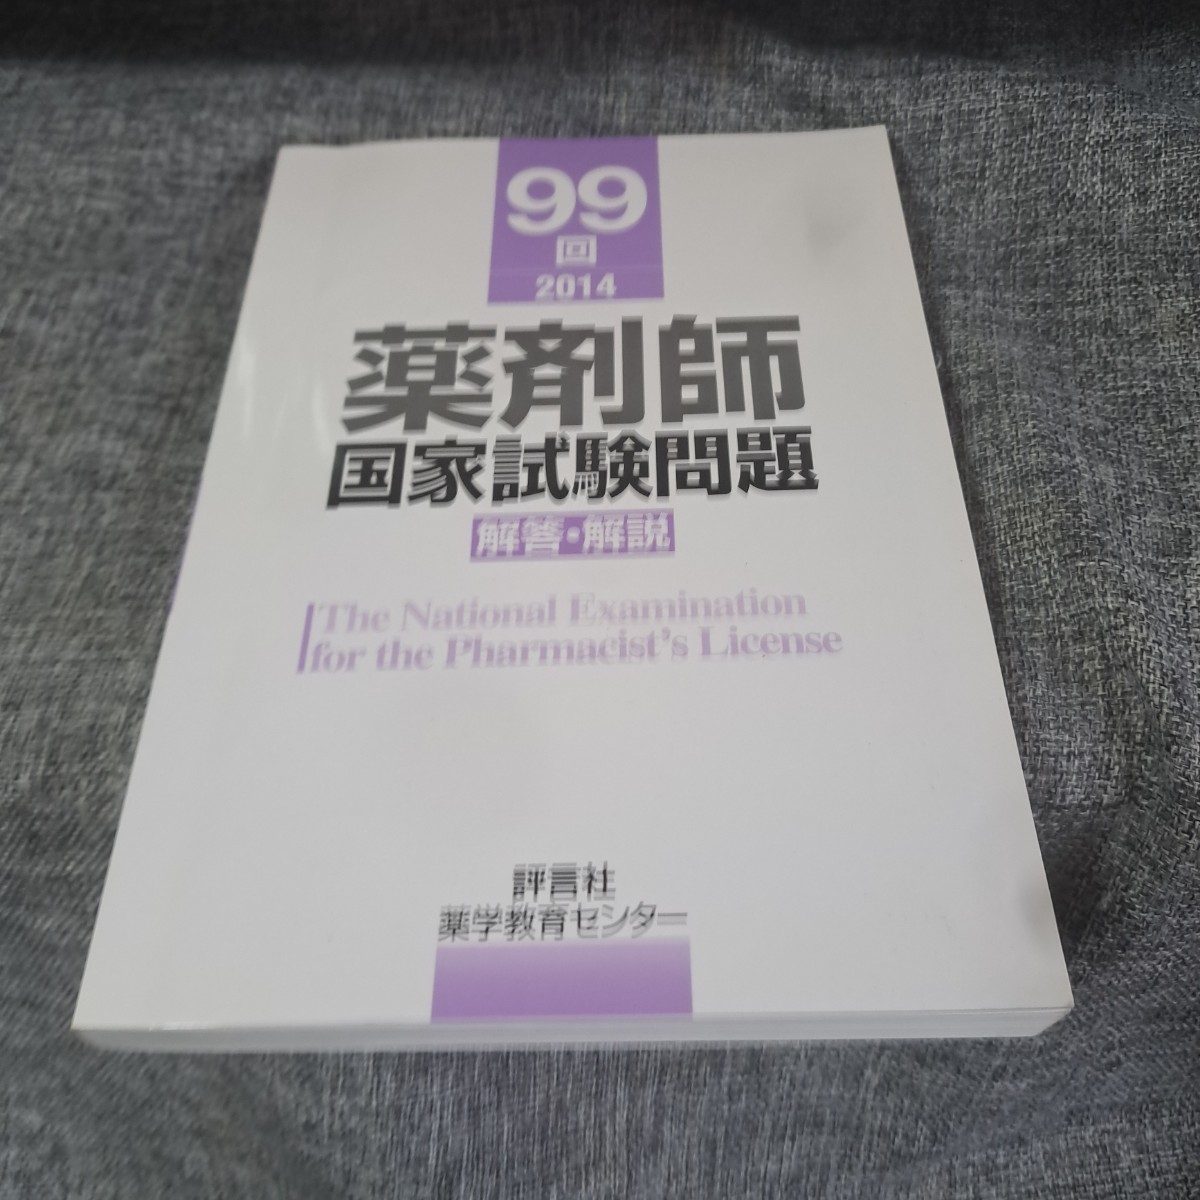 99
回
2014
薬剤師
国家試験問題
解答・解説
The National Examination
for the Pharmacist's License
評言社
薬学教育センター